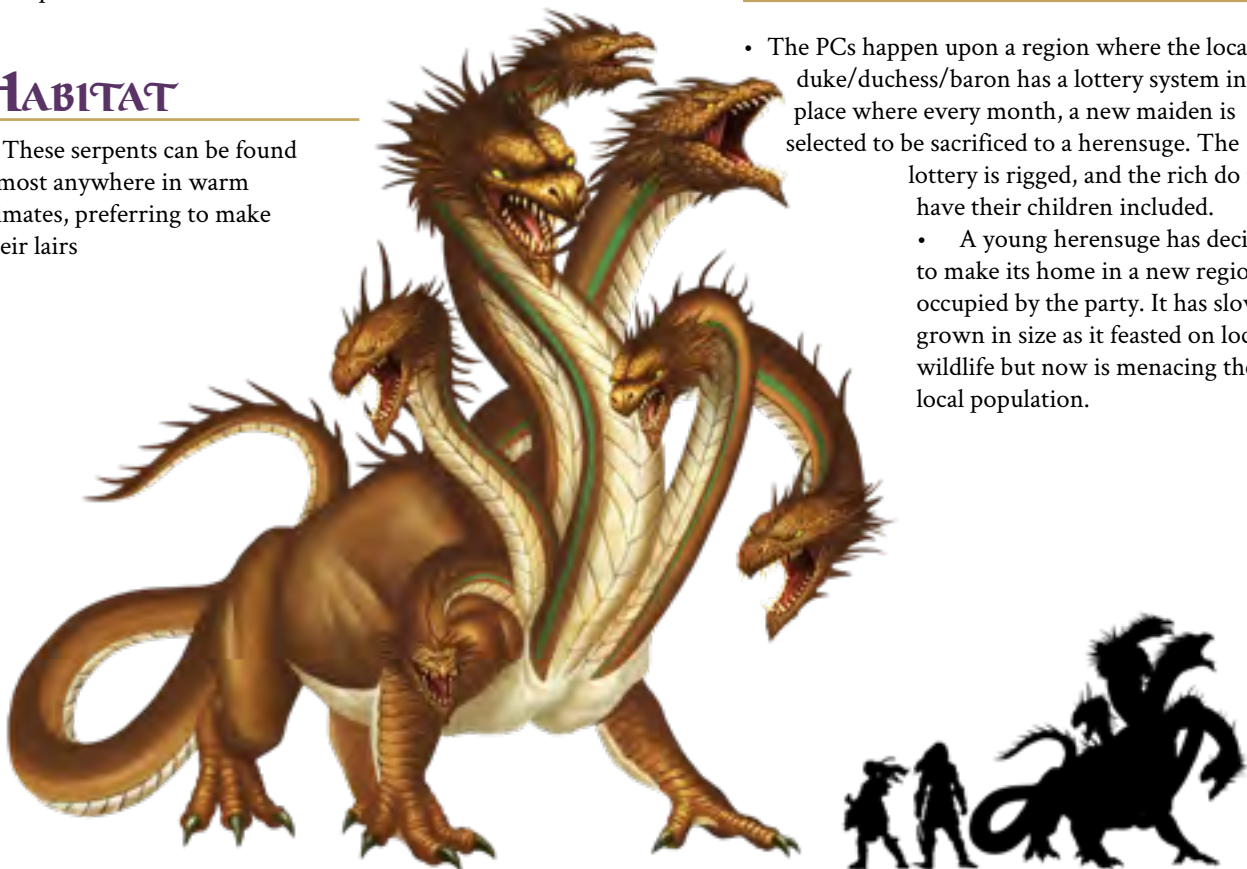 HABITAT
These serpents can be found
most anywhere in warm
imates, preferring to make
eir lairs
• The PCs happen upon a region where the loca
duke/duchess/baron has a lottery system in
place where every month, a new maiden is
selected to be sacrificed to a herensuge. The
lottery is rigged, and the rich do
have their children included.
• A young herensuge has deci
to make its home in a new regio
occupied by the party. It has slow
grown in size as it feasted on loc
wildlife but now is menacing the
local population.